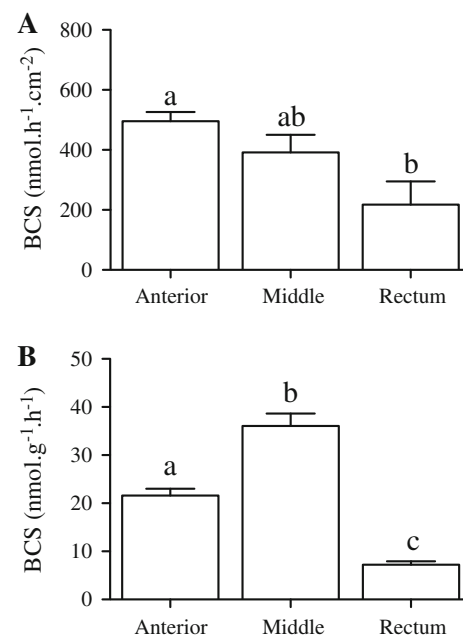 A
BCS (nmol.h⁻¹.cm⁻²)
800
600
400
200
0
a
ab
b
Anterior Middle Rectum
B
BCS (nmol.g⁻¹.h⁻¹)
50
40
30
20
10
0
a
b
c
Anterior Middle Rectum